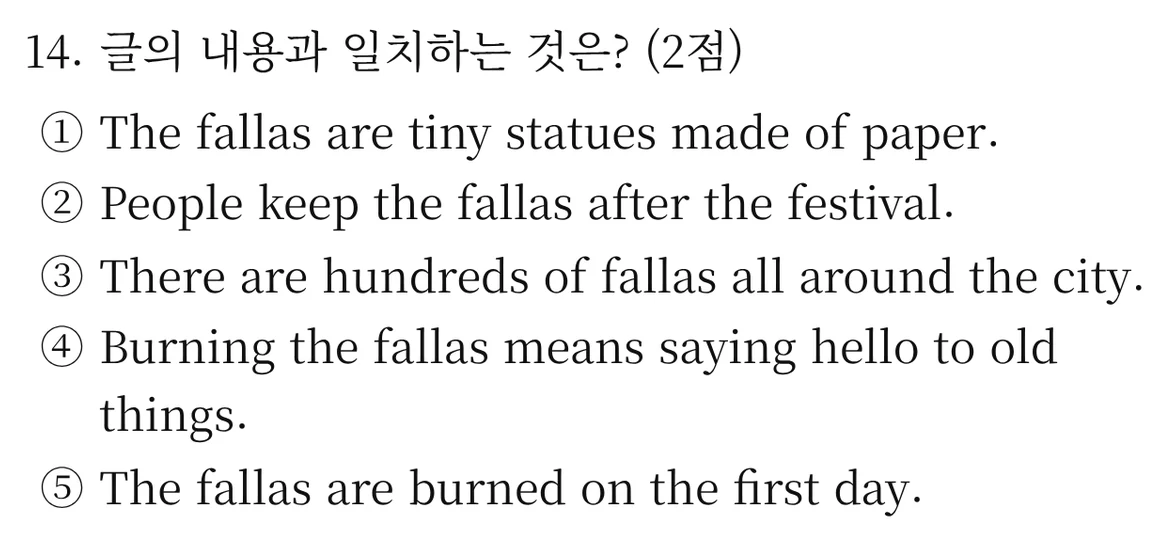 14. 글의 내용과 일치하는 것은? (2점)
① The fallas are tiny statues made of paper.
② People keep the fallas after the festival.
③ There are hundreds of fallas all around the city.
④ Burning the fallas means saying hello to old
things.
⑤ The fallas are burned on the first day.